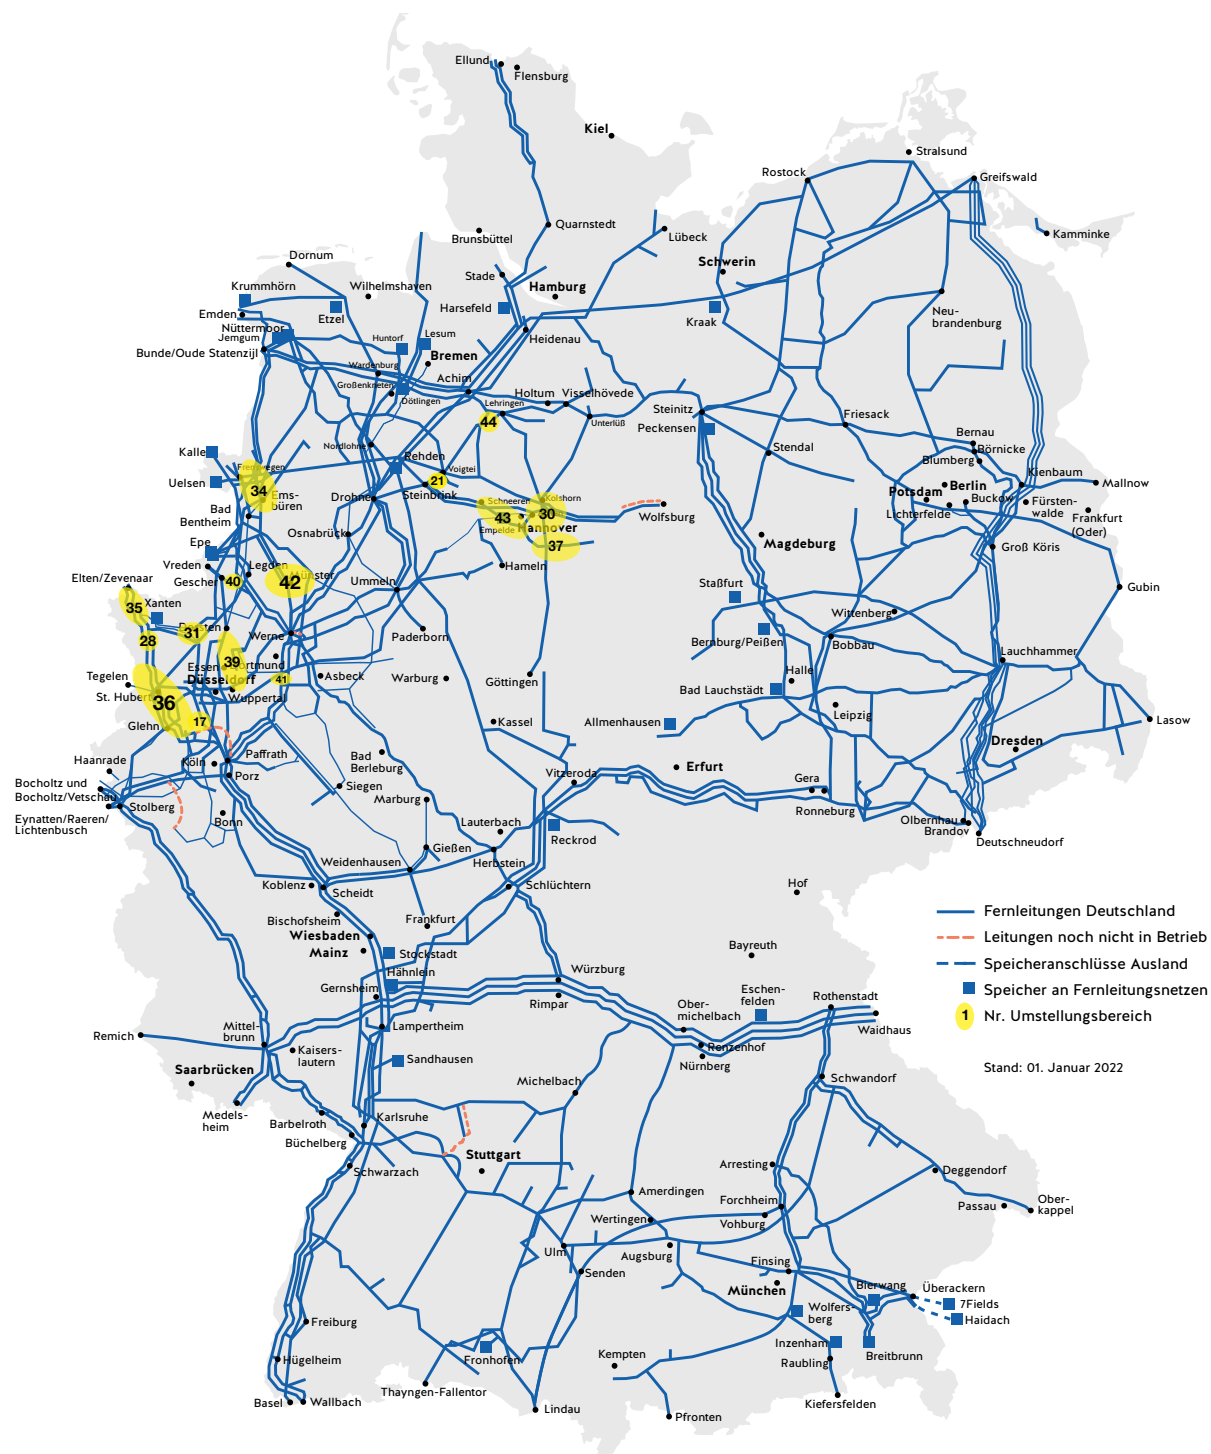 Ellund
Flensburg
Kiel
Stralsund
Rostock
Greifswald
Quarnstedt
Brunsbüttel
Lübeck
Kamminke
Dornum
Schwerin
Stade
Krummhörn
Wilhelmshaven
Hamburg
Harsefeld
Emden
Etzel
Kraak
Neu-
brandenburg
Nüttermoor
Jemgum
Huntorf
Lesum
Heidenau
Bunde/Oude Statenzijl
Bremen
Wardenburg
Achim
Großenkneten
Dötlingen
Holtum
Visselhövede
Lehringen
Steinitz
Friesack
44
Unterlüß
Peckensen
Bernau
Börnicke
Nordlohne
Kalle
Rehden
Stendal
Blumberg
Frenswegen
Voigtei
Kienbaum
Mallnow
Uelsen
34
21
Berlin
Steinbrink
Potsdam
Buckow
Ems-
büren
Drohne
Schneeren
Kolshorn
Lichterfelde
Fürsten-
walde
Frankfurt
(Oder)
Bad
Bentheim
43
30
Wolfsburg
Empelde
Hannover
Osnabrück
37
Magdeburg
Groß Köris
Epe
Vreden
Legden
Hameln
Elten/Zevenaar
Gescher
40
42
Münster
Ummeln
Staßfurt
Gubin
35
Xanten
Wittenberg
28
31
Dorsten
Werne
Paderborn
Bernburg/Peißen
Bobbau
Lauchhammer
Essen
39
Dortmund
Tegelen
Düsseldorf
41
Asbeck
Warburg
Göttingen
Halle
Bad Lauchstädt
St. Hubert
36
Wuppertal
Leipzig
Glehn
17
Kassel
Allmenhausen
Lasow
Dresden
Haanrade
Köln
Paffrath
Bad
Berleburg
Erfurt
Porz
Vitzeroda
Gera
Bocholtz und
Bocholtz/Vetschau
Siegen
Marburg
Stolberg
Ronneburg
Eynatten/Raeren/
Lichtenbusch
Bonn
Lauterbach
Olbernhau
Brandov
Reckrod
Deutschneudorf
Gießen
Weidenhausen
Herbstein
Koblenz
Scheidt
Schlüchtern
Hof
Bischofsheim
Frankfurt
Fernleitungen Deutschland
Wiesbaden
Leitungen noch nicht in Betrieb
Mainz
Stockstadt
Bayreuth
Speicheranschlüsse Ausland
Hähnlein
Würzburg
Gernsheim
Eschen-
felden
Speicher an Fernleitungsnetzen
Rimpar
Ober-
michelbach
Rothenstadt
1
Nr. Umstellungsbereich
Lampertheim
Waidhaus
Remich
Mittel-
brunn
Kaisers-
lautern
Renzenhof
Sandhausen
Nürnberg
Stand: 01. Januar 2022
Saarbrücken
Michelbach
Schwandorf
Medels-
heim
Barbelroth
Karlsruhe
Büchelberg
Stuttgart
Schwarzach
Arresting
Deggendorf
Amerdingen
Forchheim
Passau
Ober-
kappel
Wertingen
Vohburg
Ulm
Augsburg
Finsing
Senden
München
Bierwang
Überackern
7Fields
Wolfers-
berg
Haidach
Freiburg
Inzenham
Fronhofen
Kempten
Raubling
Breitbrunn
Hügelheim
Thayngen-Fallentor
Basel
Wallbach
Kiefersfelden
Lindau
Pfronten